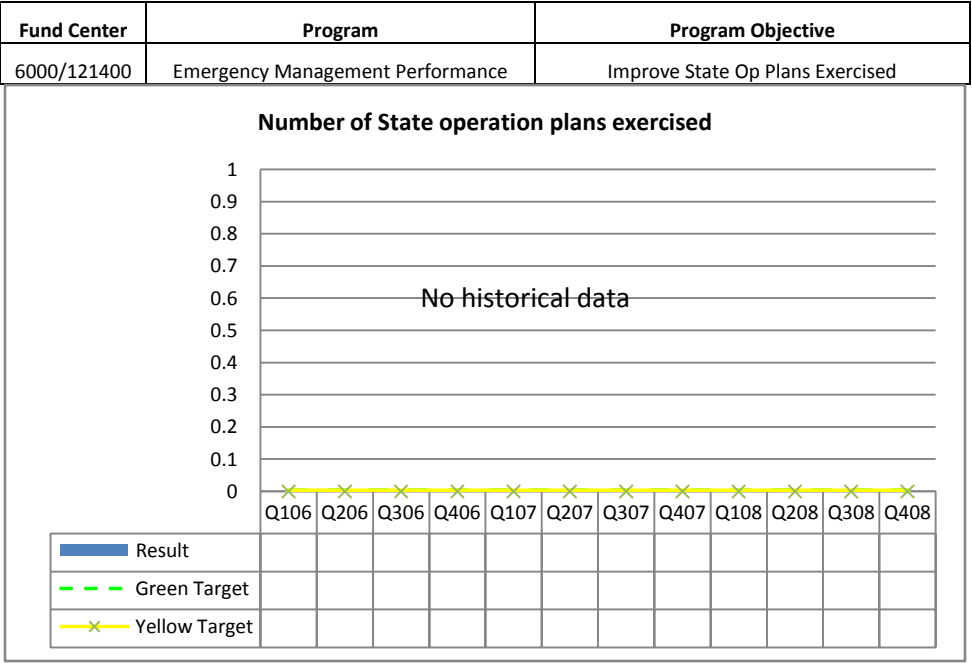 Fund Center Program Program Objective
6000/121400 Emergency Management Performance Improve State Op Plans Exercised
Number of State operation plans exercised
1
0.9
0.8
0.7
No historical data
0.6
0.5
0.4
0.3
0.2
0.1
0
Q106 Q206 Q306 Q406 Q107 Q207 Q307 Q407 Q108 Q208 Q308 Q408
Result
Green Target
Yellow Target